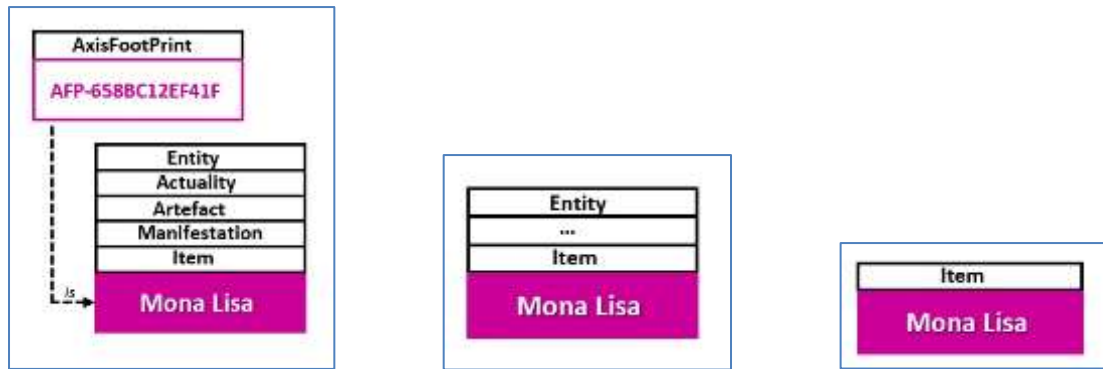 AxisFootPrint
AFP-658BC12EF41F
Entity
Actuality
Artefact
Manifestation
Item
is
Mona Lisa
Entity
...
Item
Mona Lisa
Item
Mona Lisa